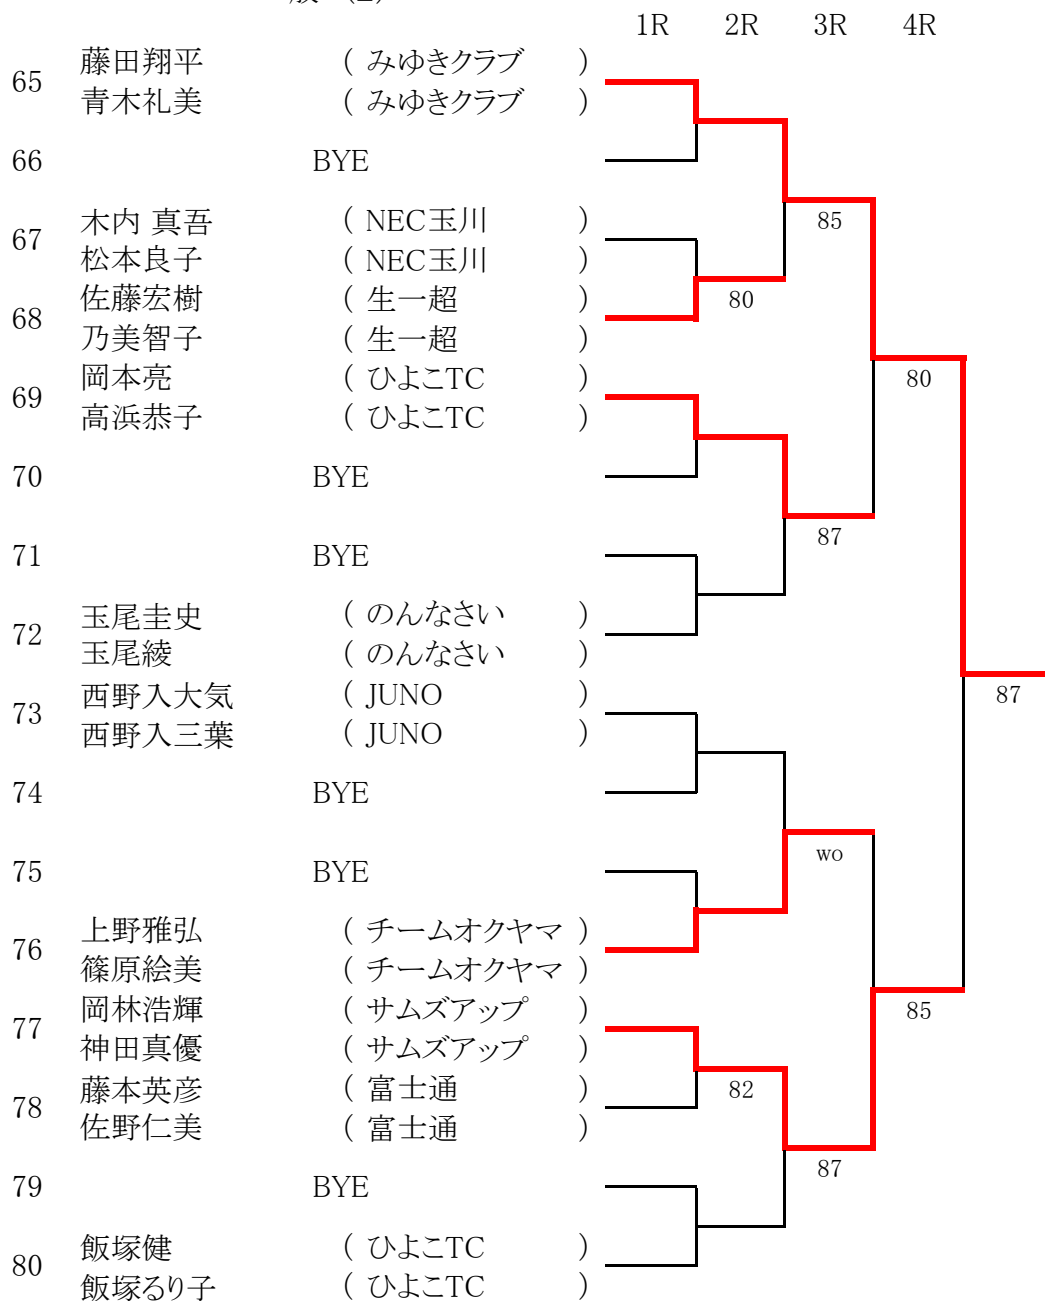 1R 2R 3R 4R
藤田翔平 ( みゆきクラブ )
65
青木礼美 ( みゆきクラブ )
66 BYE
85
木内 真吾 ( NEC玉川 )
67
松本良子 ( NEC玉川 )
佐藤宏樹 ( 生一超 )
80
68
乃美智子 ( 生一超 )
岡本亮 ( ひよこTC )
80
69
高浜恭子 ( ひよこTC )
70 BYE
87
71 BYE
玉尾圭史 ( のんなさい )
72
玉尾綾 ( のんなさい )
西野入大気 ( JUNO )
87
73
西野入三葉 ( JUNO )
74 BYE
wo
75 BYE
上野雅弘 ( チームオクヤマ )
76
篠原絵美 ( チームオクヤマ )
岡林浩輝 ( サムズアップ )
85
77
神田真優 ( サムズアップ )
藤本英彦 ( 富士通 )
82
78
佐野仁美 ( 富士通 )
87
79 BYE
飯塚健 ( ひよこTC )
80
飯塚るり子 ( ひよこTC )